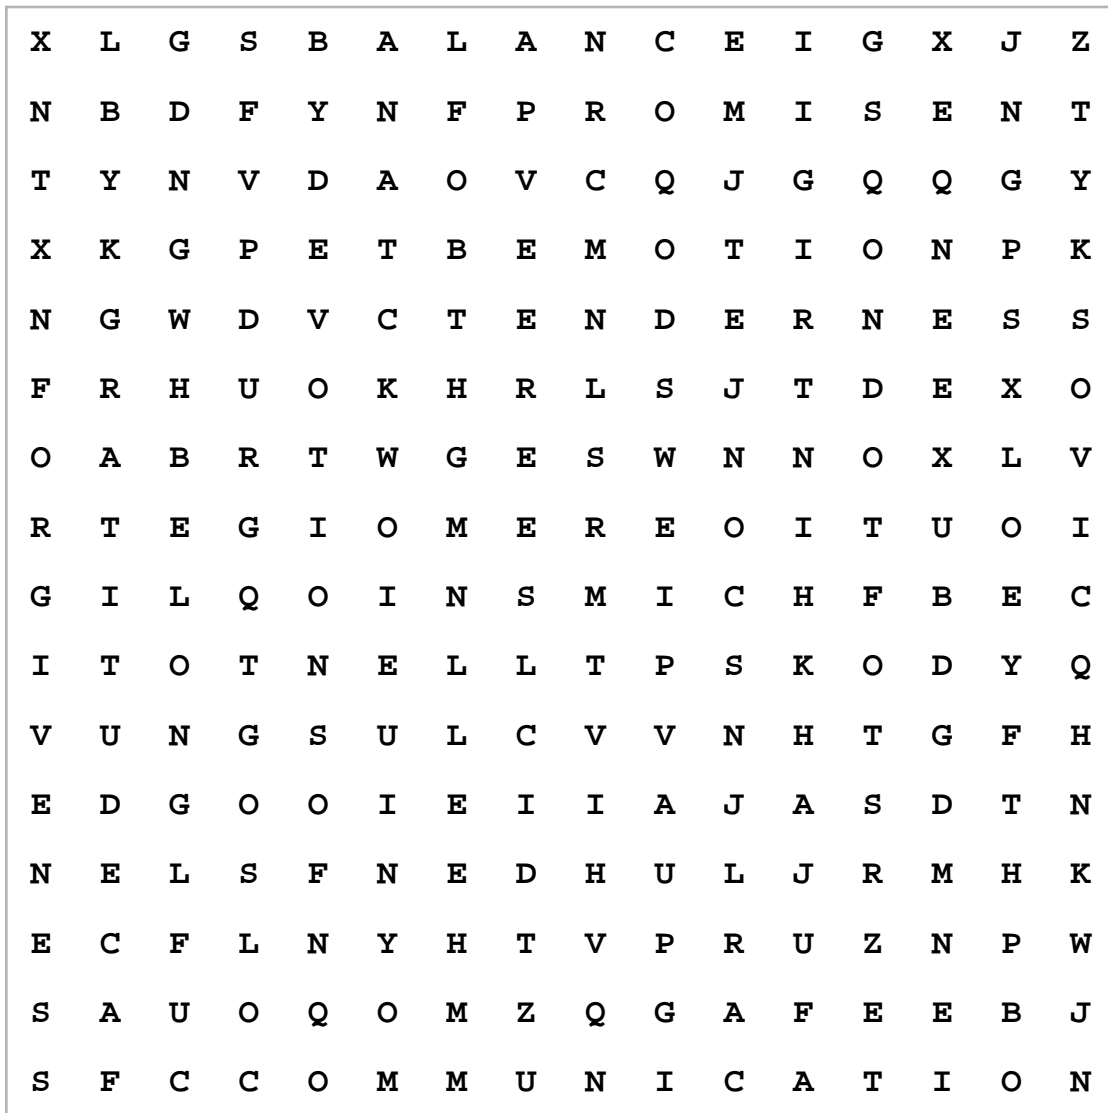 X L G S B A L A N C E I G X J Z
N B D F Y N F P R O M I S E N T
T Y N V D A O V C Q J G Q Q G Y
X K G P E T B E M O T I O N P K
N G W D V C T E N D E R N E S S
F R H U O K H R L S J T D E X O
O A B R T W G E S W N N O X L V
R T E G I O M E R E O I T U O I
G I L Q O I N S M I C H F B E C
I T O T N E L L T P S K O D Y Q
V U N G S U L C V V N H T G F H
E D G O O I E I I A J A S D T N
N E L S F N E D H U L J R M H K
E C F L N Y H T V P R U Z N P W
S A U O Q O M Z Q G A F E E B J
S F C C O M M U N I C A T I O N